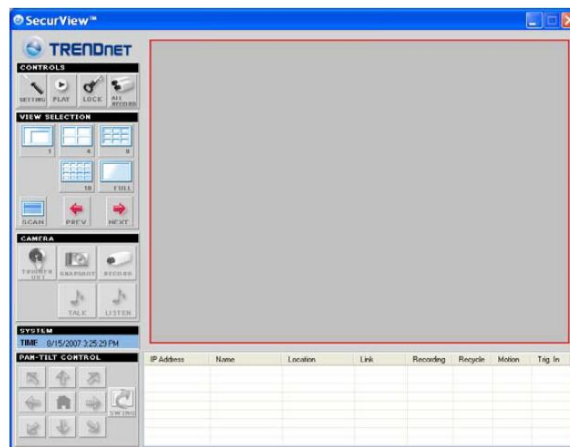 SecurView™
TRENDNET
CONTROLS
SETTING PLAY LOCK ALL RECORD
VIEW SELECTION
1 4 9
16 FULL
SCAN PREV NEXT
CAMERA
TRIGGER OUT SNAPSHOT RECORD
TALK LISTEN
SYSTEM
TIME 8/15/2007 3:25:29 PM
PAN-TILT CONTROL
SWING
IP Address Name Location Link Recording Recycle Motion Trig. In